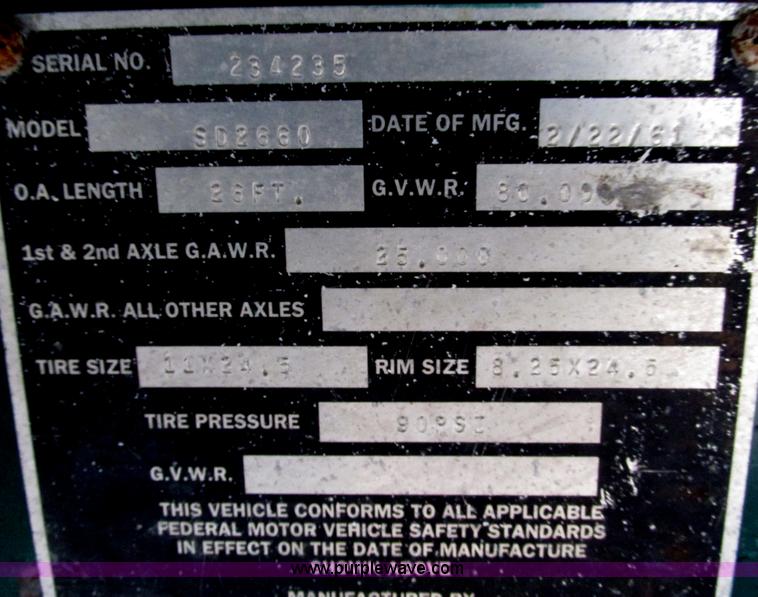 SERIAL NO. 234235
MODEL SD2660 DATE OF MFG. 2/22/61
O.A. LENGTH 26FT. G.V.W.R.
1st & 2nd AXLE G.A.W.R. 25,000
G.A.W.R. ALL OTHER AXLES
TIRE SIZE 11X24.5 RIM SIZE 8.25X24.5
TIRE PRESSURE 90PSI
G.V.W.R.
THIS VEHICLE CONFORMS TO ALL APPLICABLE
FEDERAL MOTOR VEHICLE SAFETY STANDARDS
IN EFFECT ON THE DATE OF MANUFACTURE
www.purplewave.com
MANUFACTURED BY